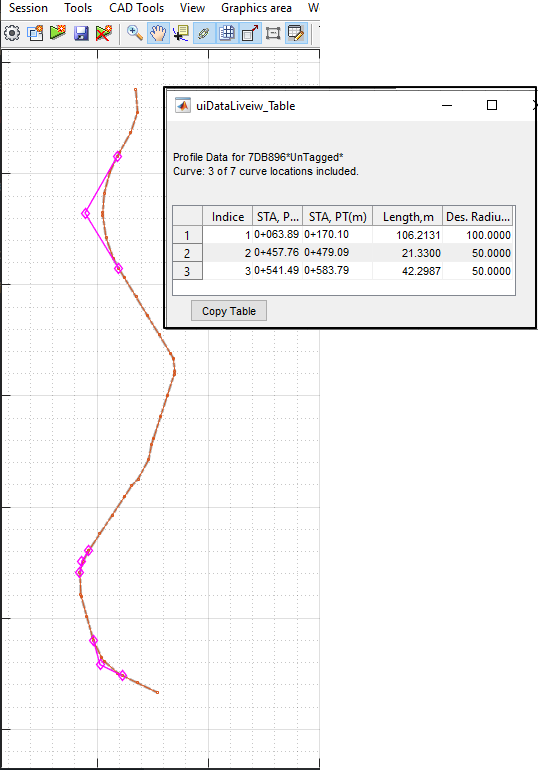 Session Tools CAD Tools View Graphics area W
uiDataLiveiw_Table
Profile Data for 7DB896*UnTagged*
Curve: 3 of 7 curve locations included.
Indice STA, P... STA, PT(m) Length,m Des. Radiu...
1 1 0+063.89 0+170.10 106.2131 100.0000
2 2 0+457.76 0+479.09 21.3300 50.0000
3 3 0+541.49 0+583.79 42.2987 50.0000
Copy Table